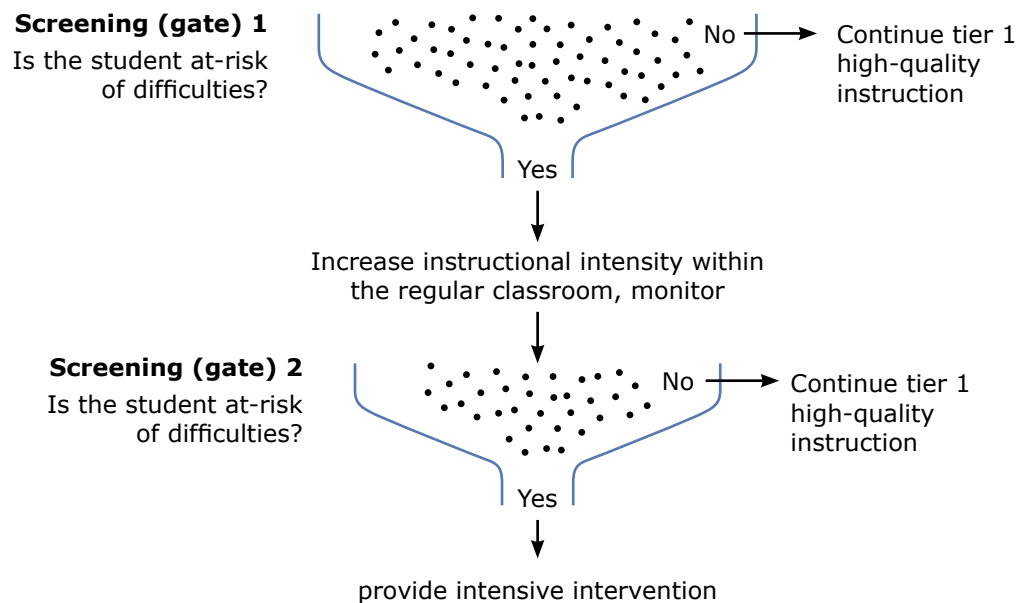 Screening (gate) 1
Is the student at-risk
of difficulties?
No
Continue tier 1
high-quality
instruction
Yes
Increase instructional intensity within
the regular classroom, monitor
Screening (gate) 2
Is the student at-risk
of difficulties?
No
Continue tier 1
high-quality
instruction
Yes
provide intensive intervention